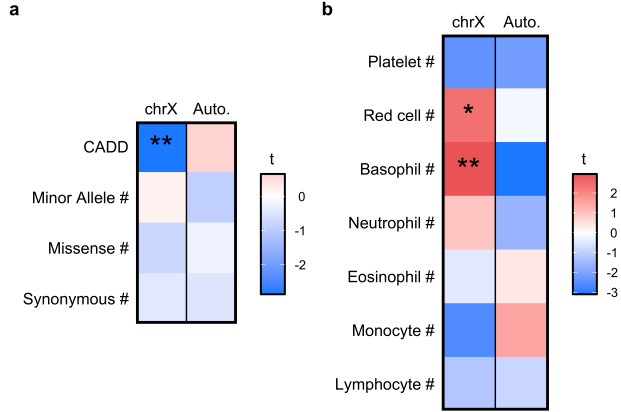 a
chrX Auto.
CADD **
Minor Allele #
Missense #
Synonymous #
t
0
-1
-2
b
chrX Auto.
Platelet #
Red cell # *
Basophil # **
Neutrophil #
Eosinophil #
Monocyte #
Lymphocyte #
t
2
1
0
-1
-2
-3